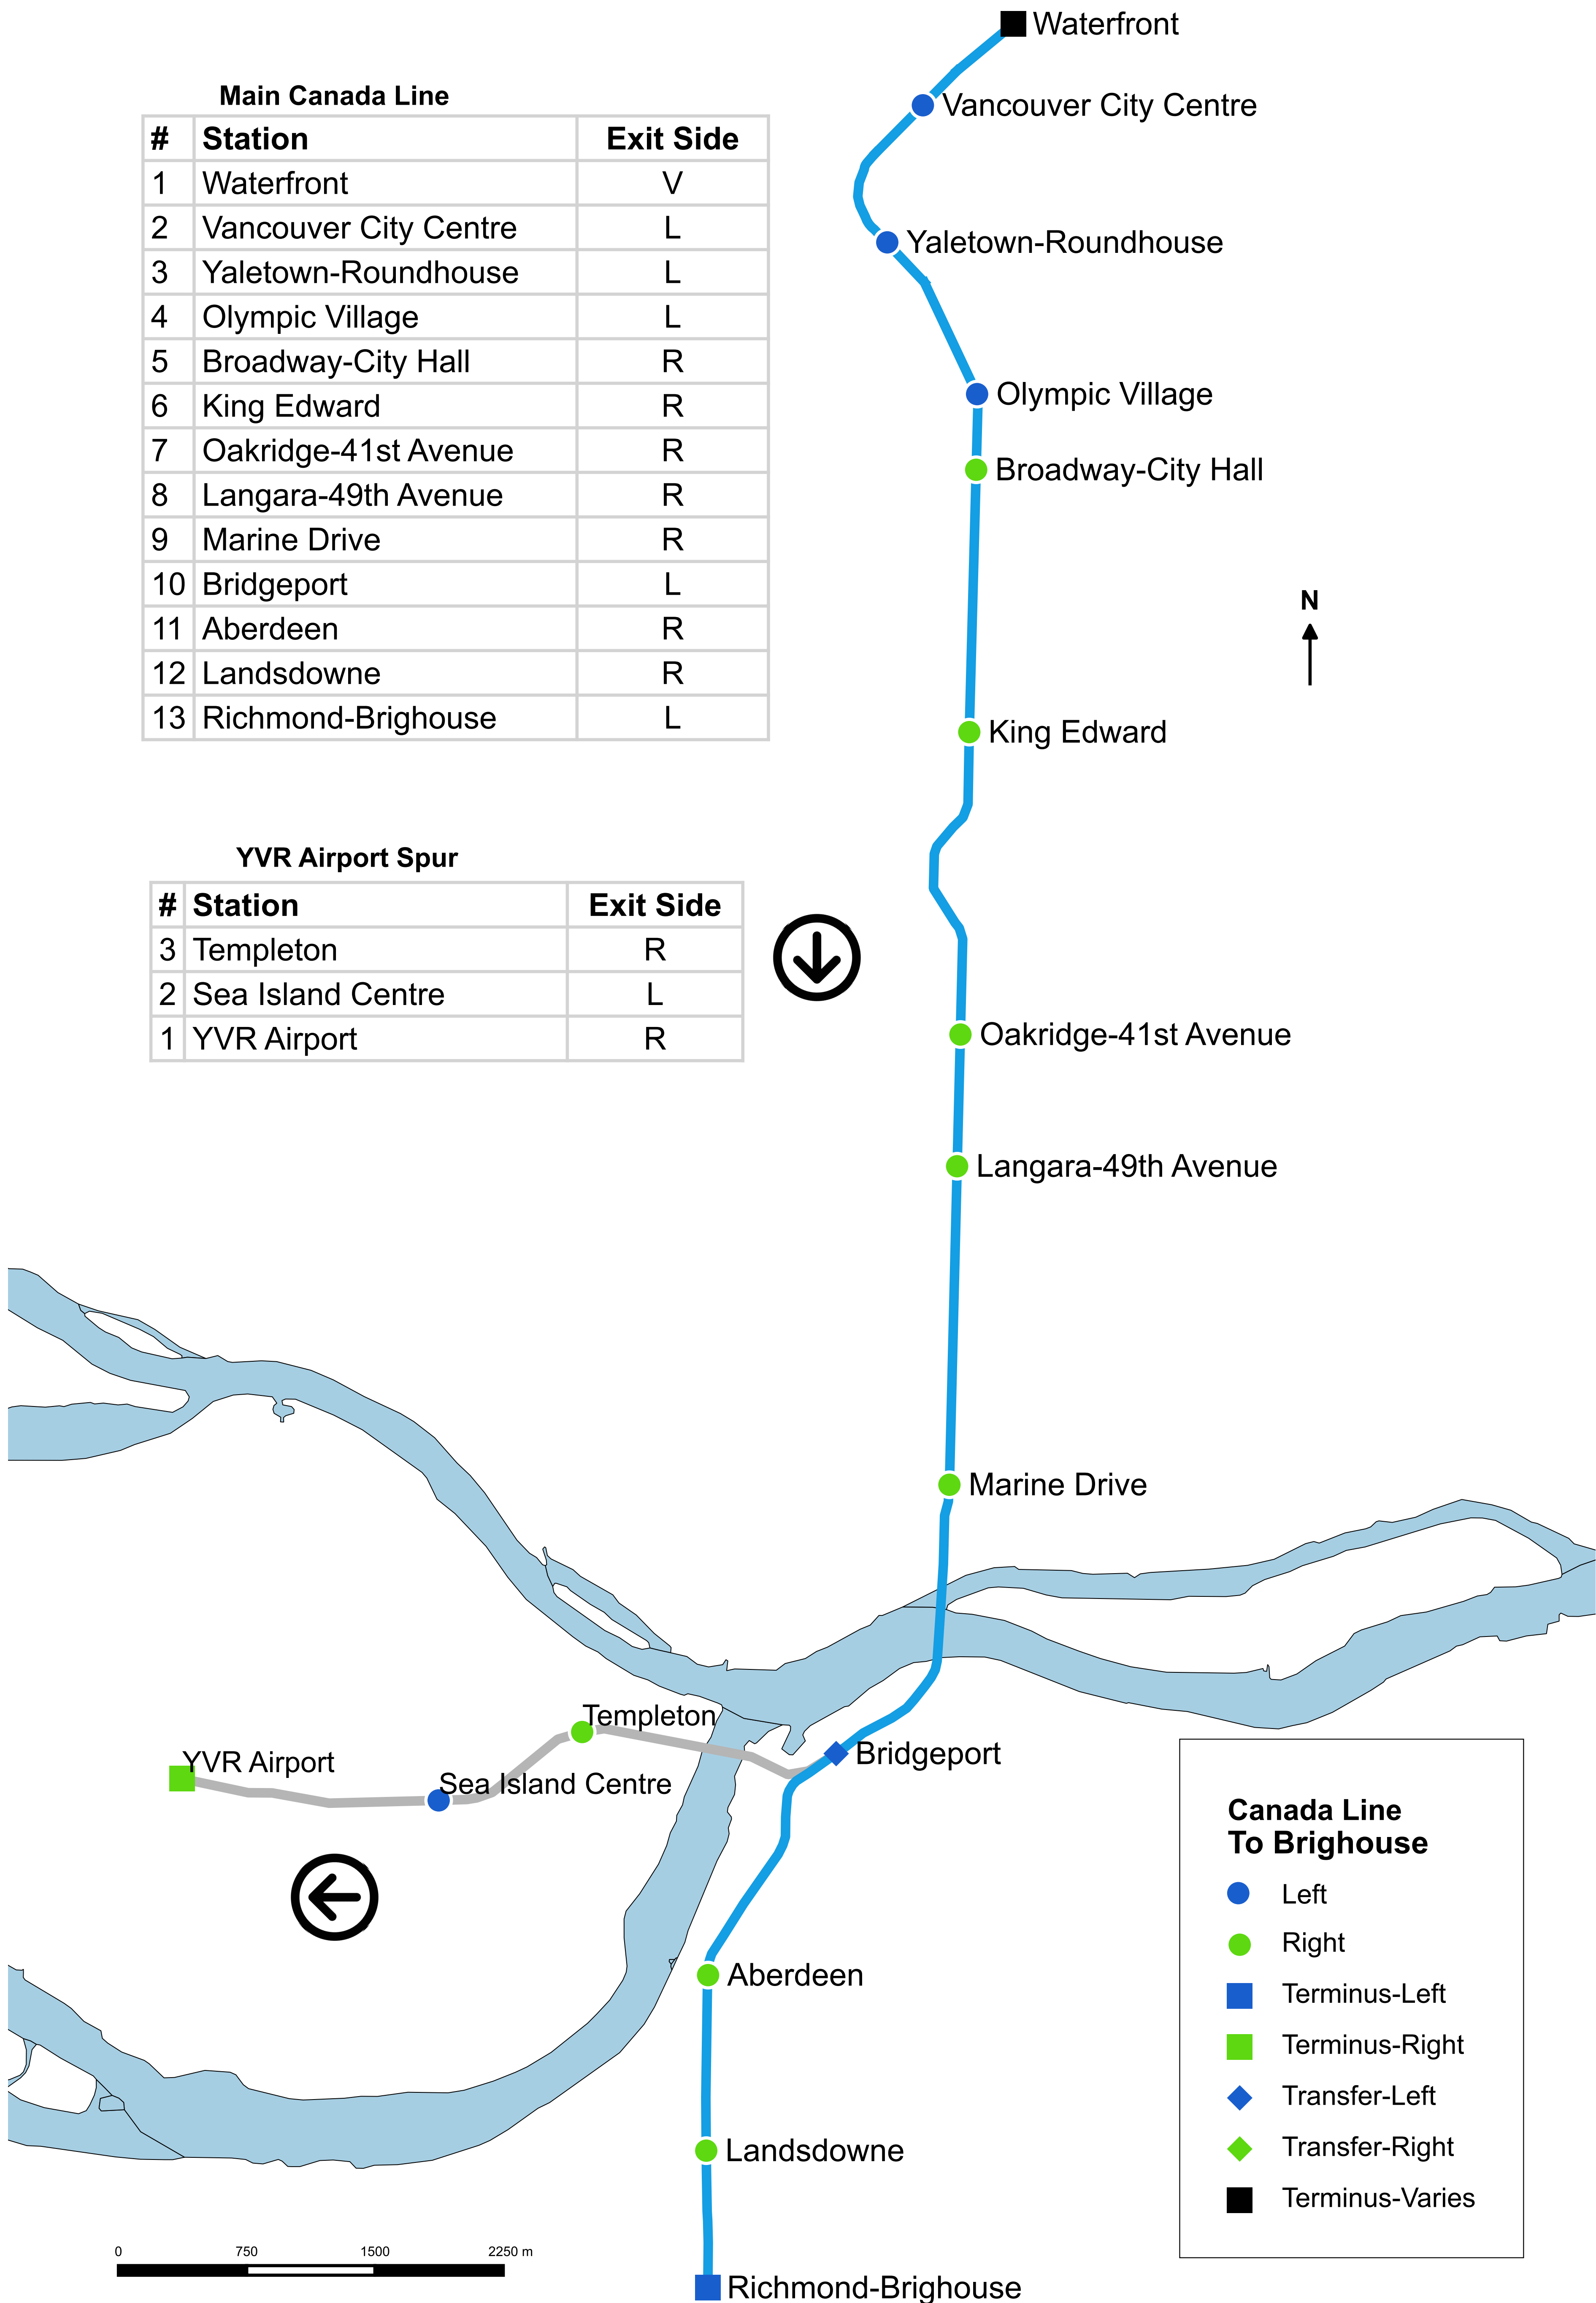 Main Canada Line
# Station Exit Side
1 Waterfront V
2 Vancouver City Centre L
3 Yaletown-Roundhouse L
4 Olympic Village L
5 Broadway-City Hall R
6 King Edward R
7 Oakridge-41st Avenue R
8 Langara-49th Avenue R
9 Marine Drive R
10 Bridgeport L
11 Aberdeen R
12 Landsdowne R
13 Richmond-Brighouse L
YVR Airport Spur
# Station Exit Side
3 Templeton R
2 Sea Island Centre L
1 YVR Airport R
Waterfront
Vancouver City Centre
Yaletown-Roundhouse
Olympic Village
Broadway-City Hall
N
King Edward
Oakridge-41st Avenue
Langara-49th Avenue
Marine Drive
Templeton
Bridgeport
YVR Airport
Sea Island Centre
Aberdeen
Landsdowne
Richmond-Brighouse
Canada Line
To Brighouse
Left
Right
Terminus-Left
Terminus-Right
Transfer-Left
Transfer-Right
Terminus-Varies
0 750 1500 2250 m